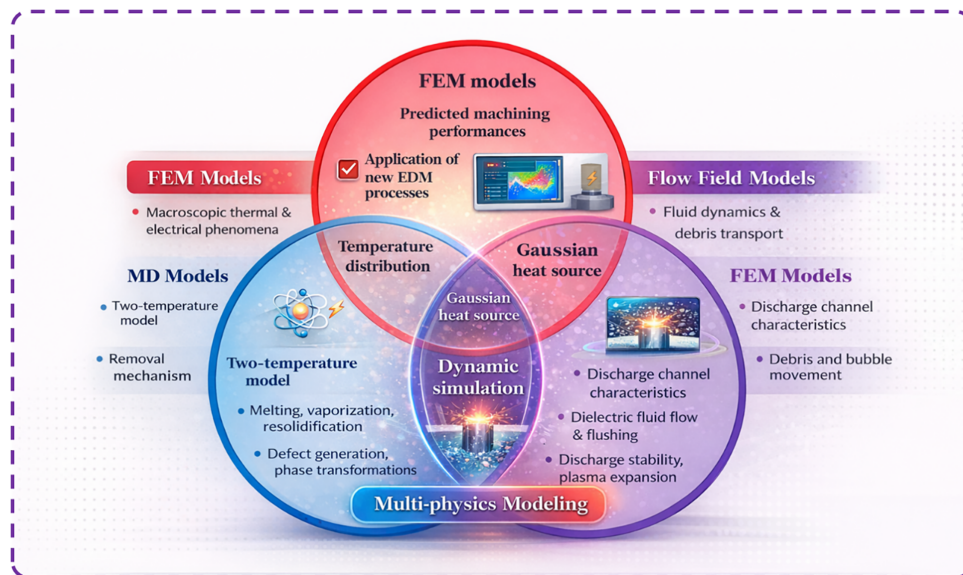 FEM models
Predicted machining
performances
Application of
new EDM
processes
FEM Models
Macroscopic thermal &
electrical phenomena
Flow Field Models
Fluid dynamics &
debris transport
Temperature
distribution
Gaussian
heat source
MD Models
Two-temperature
model
Removal
mechanism
FEM Models
Discharge channel
characteristics
Debris and bubble
movement
Gaussian
heat source
Two-temperature
model
Melting, vaporization,
resolidification
Defect generation,
phase transformations
Dynamic
simulation
Discharge channel
characteristics
Dielectric fluid flow
& flushing
Discharge stability,
plasma expansion
Multi-physics Modeling